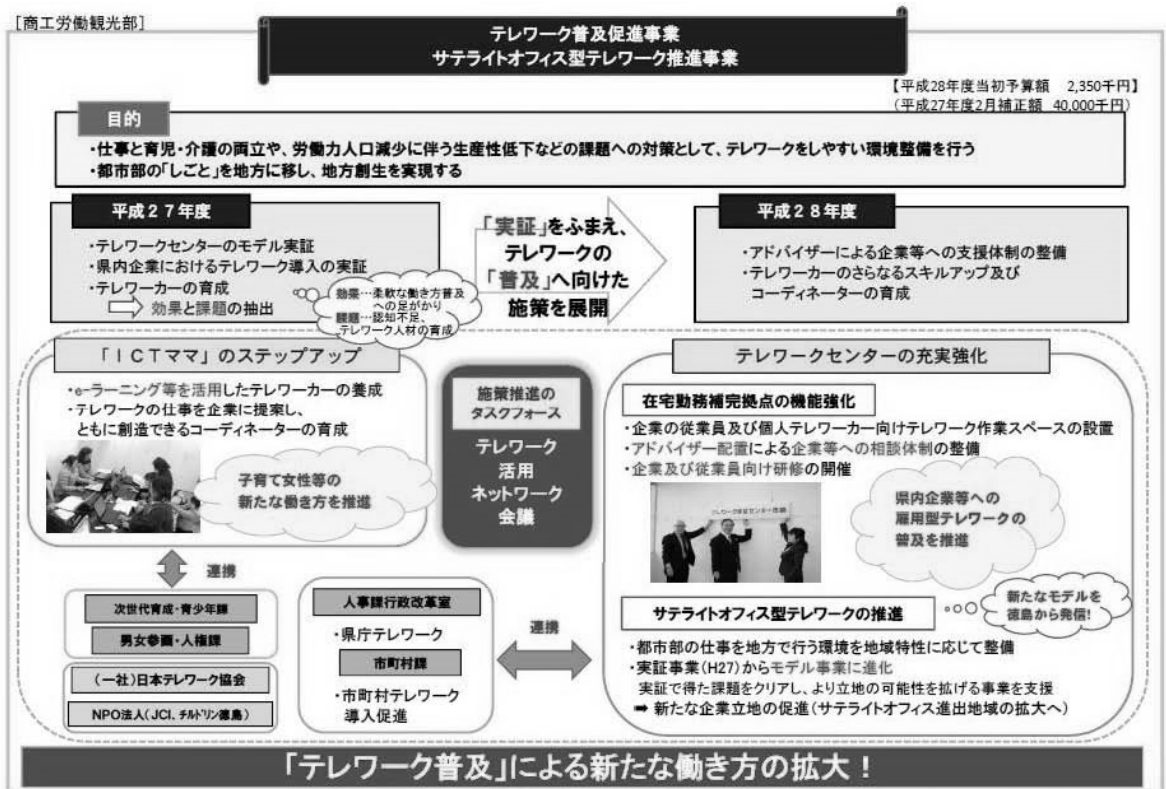 [商工労働観光部]
テレワーク普及促進事業
サテライトオフィス型テレワーク推進事業
【平成28年度当初予算額　2,350千円】
(平成27年度2月補正額　40,000千円)
目的
・仕事と育児・介護の両立や、労働力人口減少に伴う生産性低下などの課題への対策として、テレワークをしやすい環境整備を行う
・都市部の「しごと」を地方に移し、地方創生を実現する
平成２７年度
・テレワークセンターのモデル実証
・県内企業におけるテレワーク導入の実証
・テレワーカーの育成
効果と課題の抽出
効果…柔軟な働き方普及
への足がかり
課題…認知不足、
テレワーク人材の育成
「実証」をふまえ、
テレワークの
「普及」へ向けた
施策を展開
平成２８年度
・アドバイザーによる企業等への支援体制の整備
・テレワーカーのさらなるスキルアップ及び
コーディネーターの育成
「ＩＣＴママ」のステップアップ
・e-ラーニング等を活用したテレワーカーの養成
・テレワークの仕事を企業に提案し、
ともに創造できるコーディネーターの育成
子育て女性等の
新たな働き方を推進
施策推進の
タスクフォース
テレワーク
活用
ネットワーク
会議
テレワークセンターの充実強化
在宅勤務補完拠点の機能強化
・企業の従業員及び個人テレワーカー向けテレワーク作業スペースの設置
・アドバイザー配置による企業等への相談体制の整備
・企業及び従業員向け研修の開催
テレワーク実証センター徳島
県内企業等への
雇用型テレワークの
普及を推進
サテライトオフィス型テレワークの推進
新たなモデルを
徳島から発信!
・都市部の仕事を地方で行う環境を地域特性に応じて整備
・実証事業(H27)からモデル事業に進化
実証で得た課題をクリアし、より立地の可能性を拡げる事業を支援
➡ 新たな企業立地の促進(サテライトオフィス進出地域の拡大へ)
連携
次世代育成・青少年課
男女参画・人権課
(一社)日本テレワーク協会
NPO法人(JCI、チルドリン徳島)
人事課行政改革室
・県庁テレワーク
市町村課
・市町村テレワーク
導入促進
連携
「テレワーク普及」による新たな働き方の拡大！